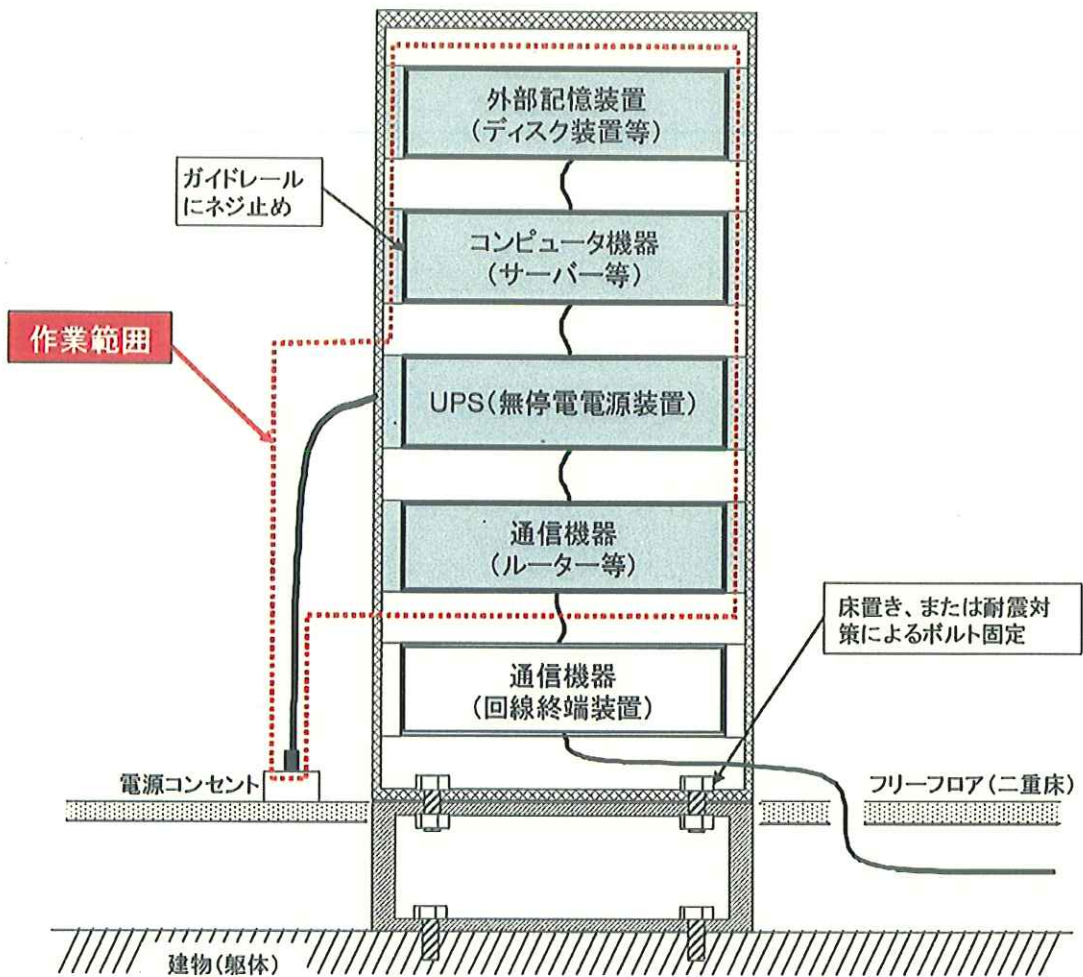 外部記憶装置
(ディスク装置等)
ガイドレール
にネジ止め
コンピュータ機器
(サーバー等)
作業範囲
UPS(無停電電源装置)
通信機器
(ルーター等)
床置き、または耐震対
策によるボルト固定
通信機器
(回線終端装置)
電源コンセント
フリーフロア(二重床)
建物(躯体)